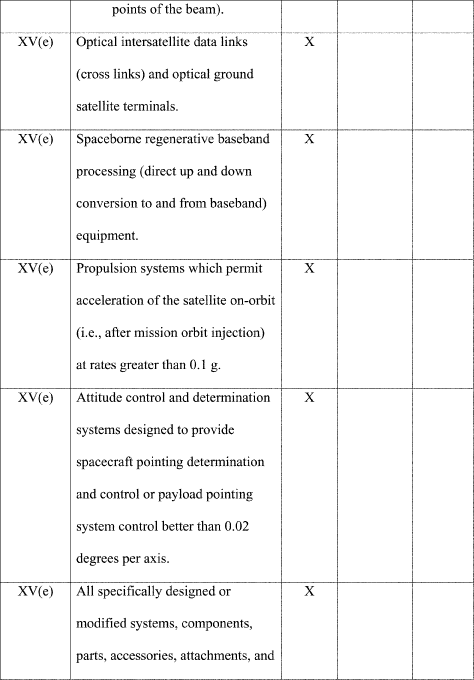 points of the beam).
XV(e) Optical intersatellite data links X
(cross links) and optical ground
satellite terminals.
XV(e) Spaceborne regenerative baseband X
processing (direct up and down
conversion to and from baseband)
equipment.
XV(e) Propulsion systems which permit X
acceleration of the satellite on-orbit
(i.e., after mission orbit injection)
at rates greater than 0.1 g.
XV(e) Attitude control and determination X
systems designed to provide
spacecraft pointing determination
and control or payload pointing
system control better than 0.02
degrees per axis.
XV(e) All specifically designed or X
modified systems, components,
parts, accessories, attachments, and